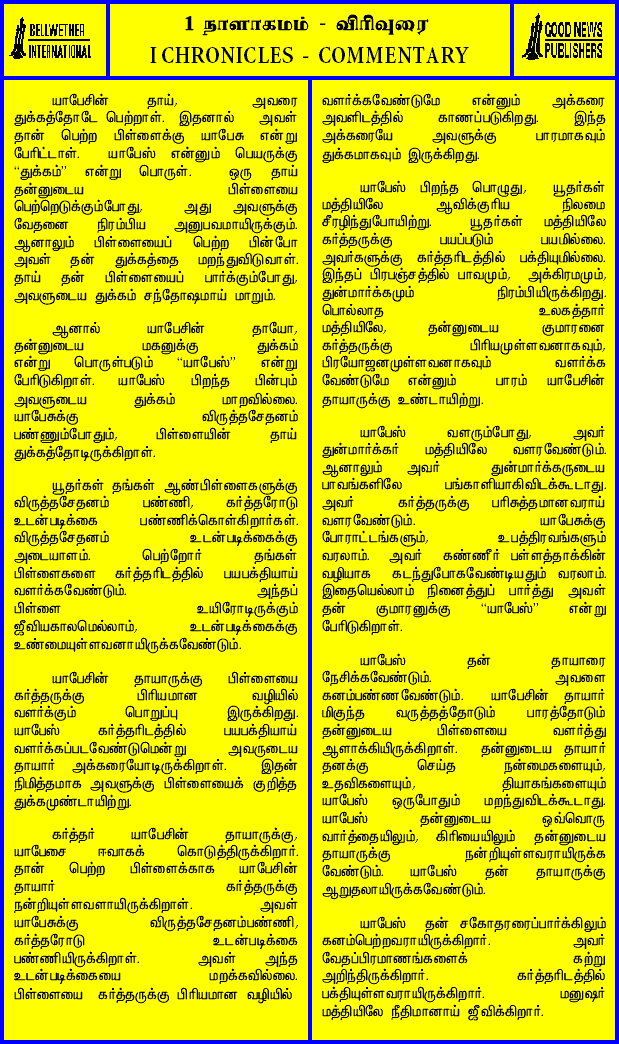 BELLWETHER
INTERNATIONAL
1 நாளாகமம் - விரிவுரை
I CHRONICLES - COMMENTARY
GOOD NEWS
PUBLISHERS
யாபேசின் தாய், அவரை
துக்கத்தோடே பெற்றாள். இதனால் அவள்
தான் பெற்ற பிள்ளைக்கு யாபேசு என்று
பேரிட்டாள். யாபேஸ் என்னும் பெயருக்கு
“துக்கம்” என்று பொருள். ஒரு தாய்
தன்னுடைய பிள்ளையை
பெற்றெடுக்கும்போது, அது அவளுக்கு
வேதனை நிரம்பிய அனுபவமாயிருக்கும்.
ஆனாலும் பிள்ளையைப் பெற்ற பின்போ
அவள் தன் துக்கத்தை மறந்துவிடுவாள்.
தாய் தன் பிள்ளையைப் பார்க்கும்போது,
அவளுடைய துக்கம் சந்தோஷமாய் மாறும்.
ஆனால் யாபேசின் தாயோ,
தன்னுடைய மகனுக்கு துக்கம்
என்று பொருள்படும் “யாபேஸ்” என்று
பேரிடுகிறாள். யாபேஸ் பிறந்த பின்பும்
அவளுடைய துக்கம் மாறவில்லை.
யாபேசுக்கு விருத்தசேதனம்
பண்ணும்போதும், பிள்ளையின் தாய்
துக்கத்தோடிருக்கிறாள்.
யூதர்கள் தங்கள் ஆண்பிள்ளைகளுக்கு
விருத்தசேதனம் பண்ணி, கர்த்தரோடு
உடன்படிக்கை பண்ணிக்கொள்கிறார்கள்.
விருத்தசேதனம் உடன்படிக்கைக்கு
அடையாளம். பெற்றோர் தங்கள்
பிள்ளைகளை கர்த்தரிடத்தில் பயபக்தியாய்
வளர்க்கவேண்டும். அந்தப்
பிள்ளை உயிரோடிருக்கும்
ஜீவியகாலமெல்லாம், உடன்படிக்கைக்கு
உண்மையுள்ளவனாயிருக்கவேண்டும்.
யாபேசின் தாயாருக்கு பிள்ளையை
கர்த்தருக்கு பிரியமான வழியில்
வளர்க்கும் பொறுப்பு இருக்கிறது.
யாபேஸ் கர்த்தரிடத்தில் பயபக்தியாய்
வளர்க்கப்படவேண்டுமென்று அவருடைய
தாயார் அக்கரையோடிருக்கிறாள். இதன்
நிமித்தமாக அவளுக்கு பிள்ளையைக் குறித்த
துக்கமுண்டாயிற்று.
கர்த்தர் யாபேசின் தாயாருக்கு,
யாபேசை ஈவாகக் கொடுத்திருக்கிறார்.
தான் பெற்ற பிள்ளைக்காக யாபேசின்
தாயார் கர்த்தருக்கு
நன்றியுள்ளவளாயிருக்கிறாள். அவள்
யாபேசுக்கு விருத்தசேதனம்பண்ணி,
கர்த்தரோடு உடன்படிக்கை
பண்ணியிருக்கிறாள். அவள் அந்த
உடன்படிக்கையை மறக்கவில்லை.
பிள்ளையை கர்த்தருக்கு பிரியமான வழியில்
வளர்க்கவேண்டுமே என்னும் அக்கரை
அவளிடத்தில் காணப்படுகிறது. இந்த
அக்கரையே அவளுக்கு பாரமாகவும்
துக்கமாகவும் இருக்கிறது.
யாபேஸ் பிறந்த பொழுது, யூதர்கள்
மத்தியிலே ஆவிக்குரிய நிலமை
சீரழிந்துபோயிற்று. யூதர்கள் மத்தியிலே
கர்த்தருக்கு பயப்படும் பயமில்லை.
அவர்களுக்கு கர்த்தரிடத்தில் பக்தியுமில்லை.
இந்தப் பிரபஞ்சத்தில் பாவமும், அக்கிரமமும்,
துன்மார்க்கமும் நிரம்பியிருக்கிறது.
பொல்லாத உலகத்தார்
மத்தியிலே, தன்னுடைய குமாரனை
கர்த்தருக்கு பிரியமுள்ளவனாகவும்,
பிரயோஜனமுள்ளவனாகவும் வளர்க்க
வேண்டுமே என்னும் பாரம் யாபேசின்
தாயாருக்கு உண்டாயிற்று.
யாபேஸ் வளரும்போது, அவர்
துன்மார்க்கர் மத்தியிலே வளரவேண்டும்.
ஆனாலும் அவர் துன்மார்க்கருடைய
பாவங்களிலே பங்காளியாகிவிடக்கூடாது.
அவர் கர்த்தருக்கு பரிசுத்தமானவராய்
வளரவேண்டும். யாபேசுக்கு
போராட்டங்களும், உபத்திரவங்களும்
வரலாம். அவர் கண்ணீர் பள்ளத்தாக்கின்
வழியாக கடந்துபோகவேண்டியதும் வரலாம்.
இதையெல்லாம் நினைத்துப் பார்த்து அவள்
தன் குமாரனுக்கு “யாபேஸ்” என்று
பேரிடுகிறாள்.
யாபேஸ் தன் தாயாரை
நேசிக்கவேண்டும். அவளை
கனம்பண்ணவேண்டும். யாபேசின் தாயார்
மிகுந்த வருத்தத்தோடும் பாரத்தோடும்
தன்னுடைய பிள்ளையை வளர்த்து
ஆளாக்கியிருக்கிறாள். தன்னுடைய தாயார்
தனக்கு செய்த நன்மைகளையும்,
உதவிகளையும், தியாகங்களையும்
யாபேஸ் ஒருபோதும் மறந்துவிடக்கூடாது.
யாபேஸ் தன்னுடைய ஒவ்வொரு
வார்த்தையிலும், கிரியையிலும் தன்னுடைய
தாயாருக்கு நன்றியுள்ளவராயிருக்க
வேண்டும். யாபேஸ் தன் தாயாருக்கு
ஆறுதலாயிருக்கவேண்டும்.
யாபேஸ் தன் சகோதரரைப்பார்க்கிலும்
கனம்பெற்றவராயிருக்கிறார். அவர்
வேதப்பிரமாணங்களைக் கற்று
அறிந்திருக்கிறார். கர்த்தரிடத்தில்
பக்தியுள்ளவராயிருக்கிறார். மனுஷர்
மத்தியிலே நீதிமானாய் ஜீவிக்கிறார்.